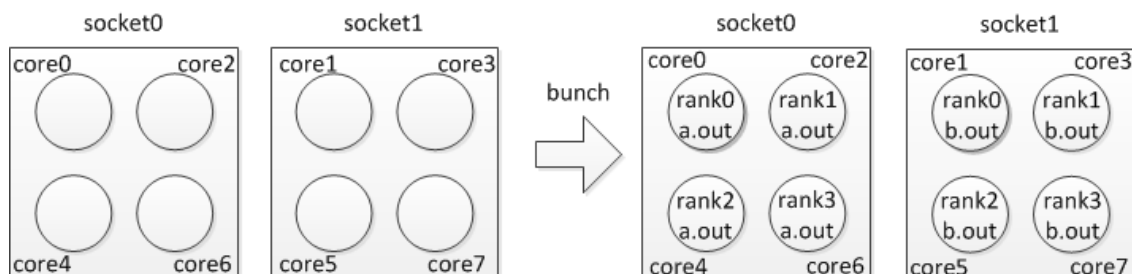 socket0
socket1
socket0
socket1
core0
core2
core1
core3
core4
core6
core5
core7
bunch
core0
core2
rank0
a.out
rank1
a.out
rank2
a.out
rank3
a.out
core4
core6
core1
core3
rank0
b.out
rank1
b.out
rank2
b.out
rank3
b.out
core5
core7